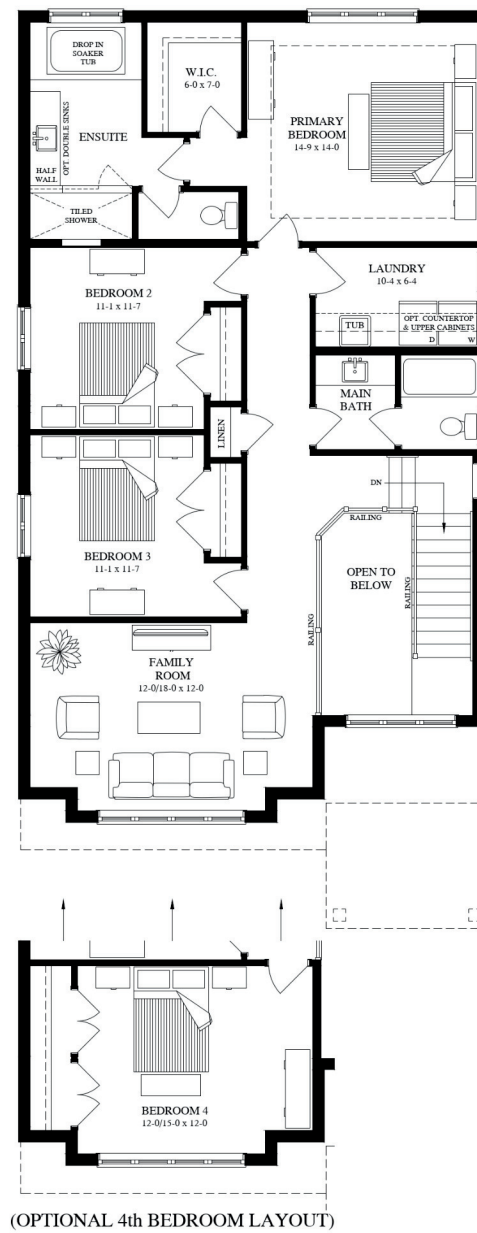 DROP IN
SOAKER
TUB
W.I.C.
6-0 x 7-0
PRIMARY
BEDROOM
14-9 x 14-0
OPT. DOUBLE SINKS
ENSUITE
HALF
WALL
TILED
SHOWER
BEDROOM 2
11-1 x 11-7
LAUNDRY
10-4 x 6-4
TUB
OPT. COUNTERTOP
& UPPER CABINETS
D W
MAIN
BATH
LINEN
DN
RAILING
RAILING
BEDROOM 3
11-1 x 11-7
OPEN TO
BELOW
RAILING
RAILING
FAMILY
ROOM
12-0/18-0 x 12-0
BEDROOM 4
12-0/15-0 x 12-0
(OPTIONAL 4th BEDROOM LAYOUT)